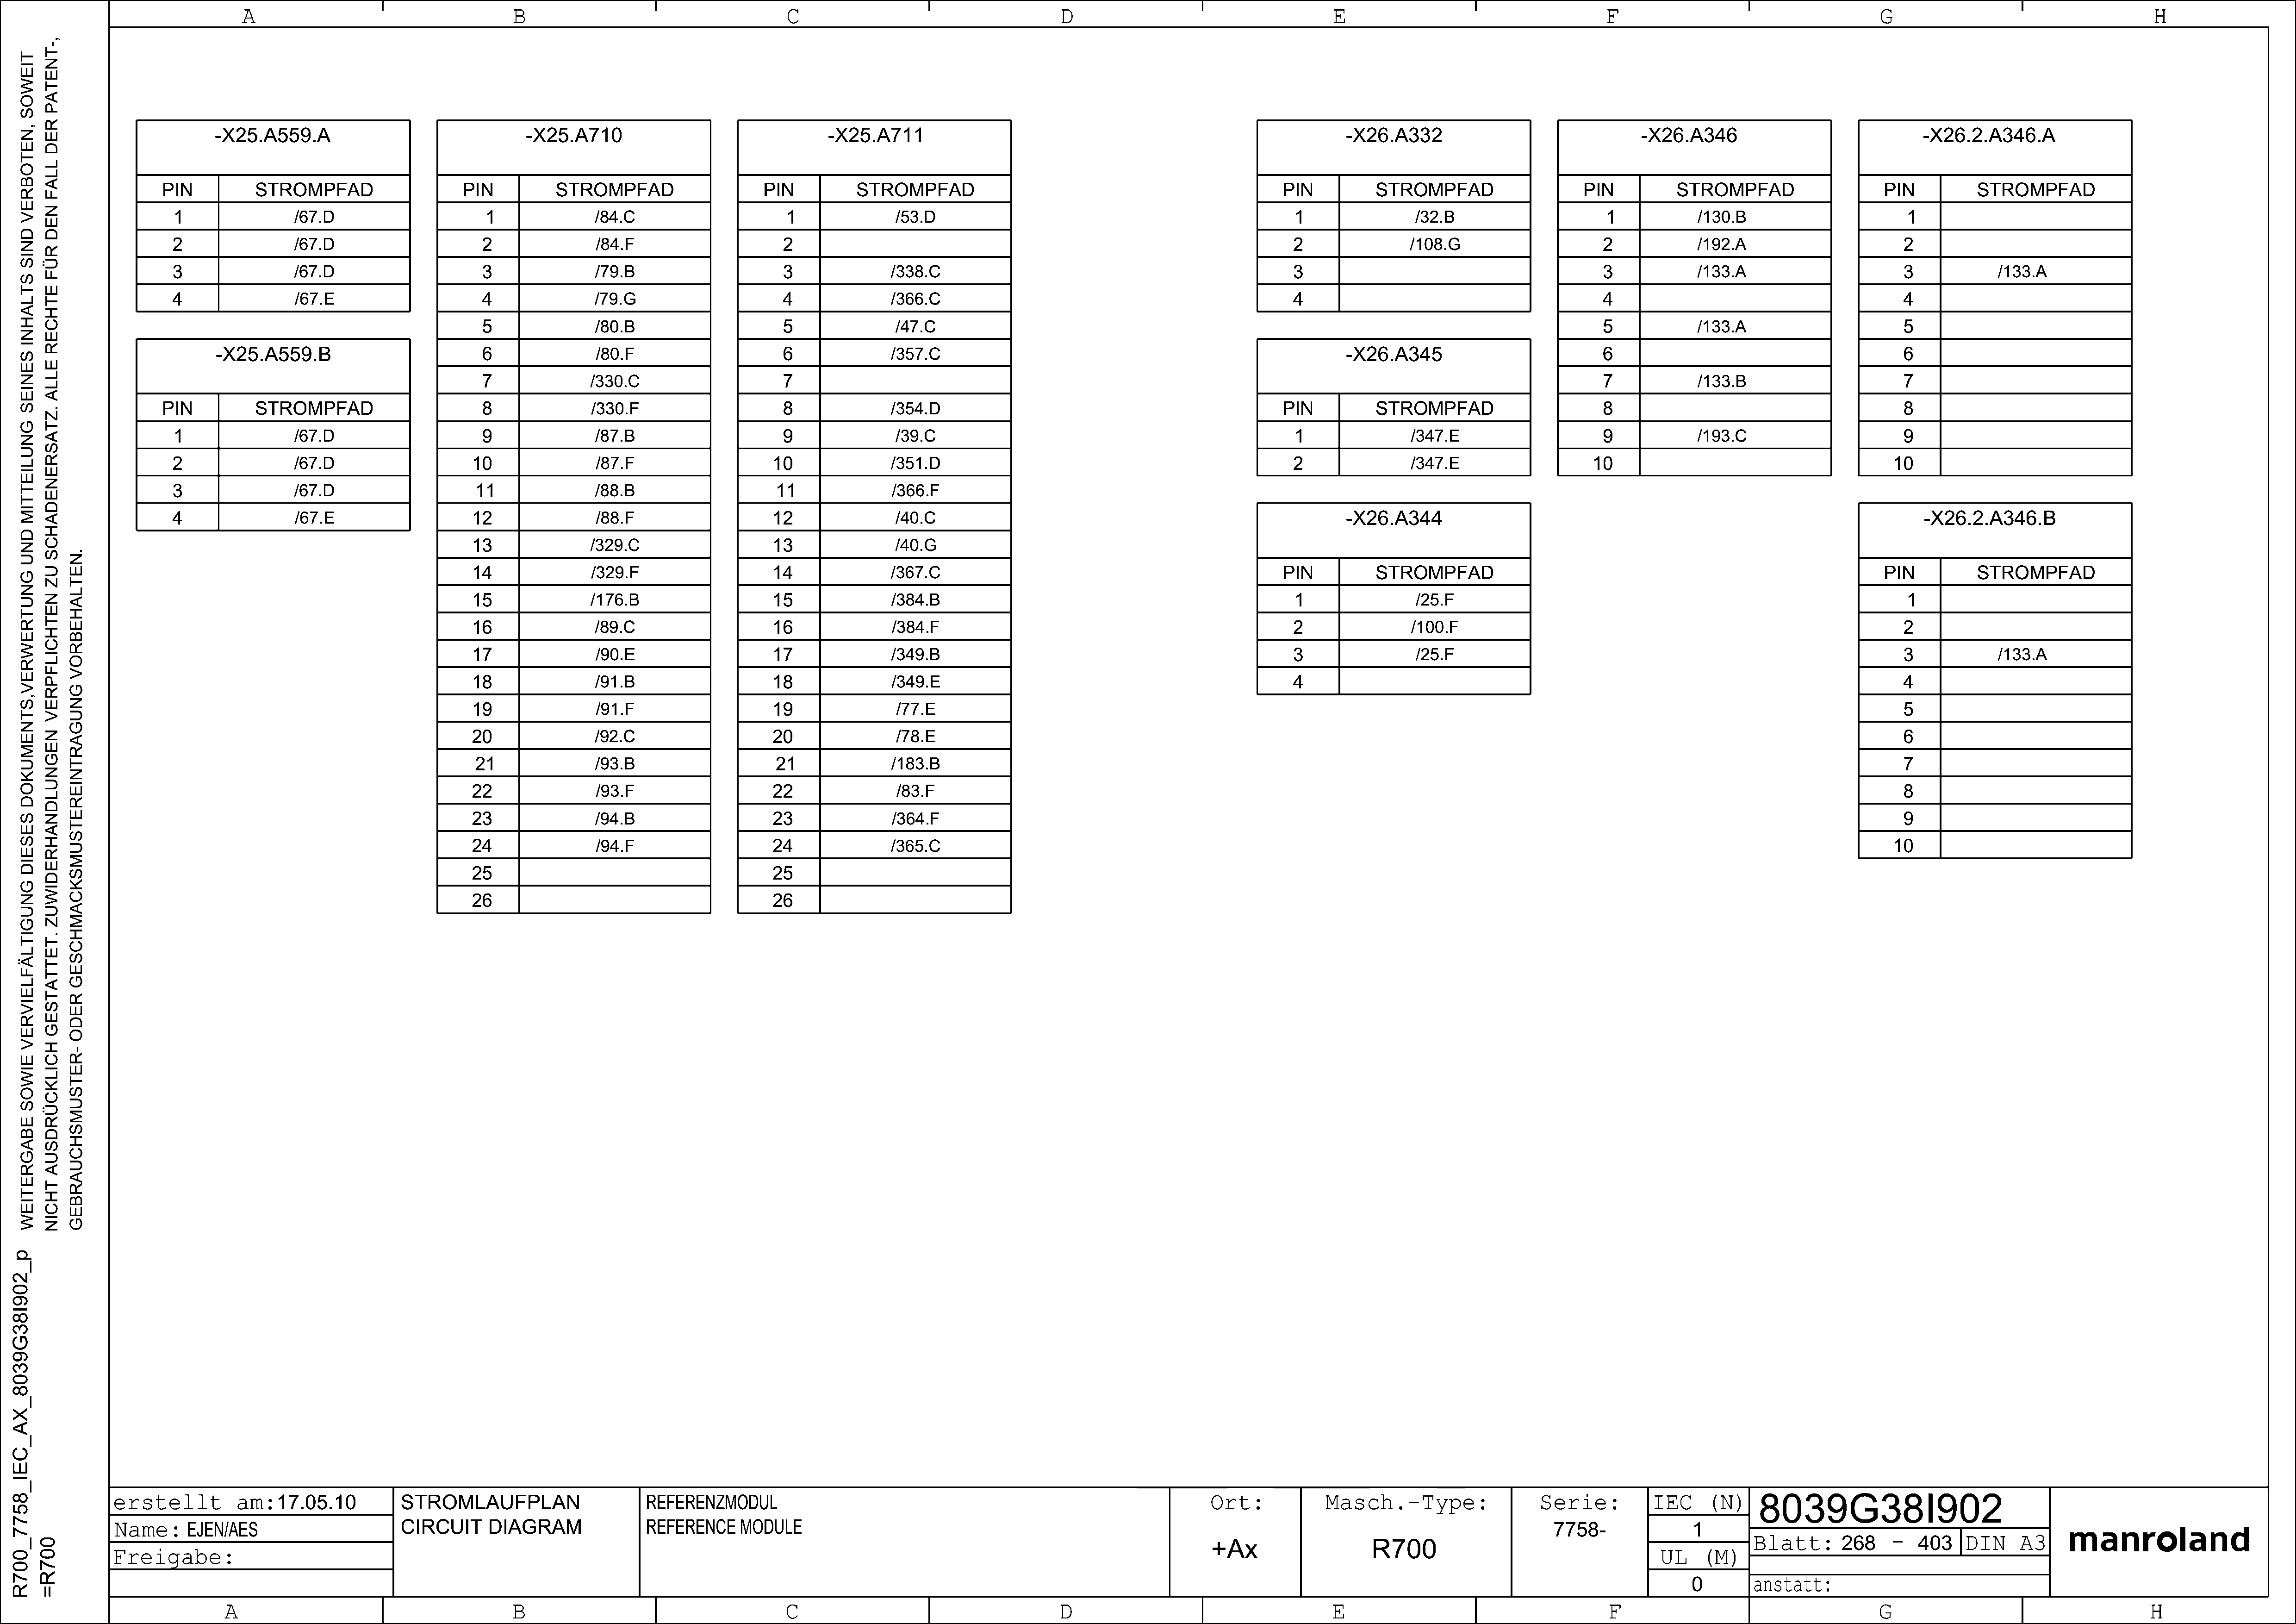 A B C D E F G H
WEITERGABE SOWIE VERVIELFÄLTIGUNG DIESES DOKUMENTS,VERWERTUNG UND MITTEILUNG SEINES INHALTS SIND VERBOTEN, SOWEIT
NICHT AUSDRÜCKLICH GESTATTET. ZUWIDERHANDLUNGEN VERPFLICHTEN ZU SCHADENERSATZ. ALLE RECHTE FÜR DEN FALL DER PATENT-,
GEBRAUCHSMUSTER- ODER GESCHMACKSMUSTEREINTRAGUNG VORBEHALTEN.
R700_7758_IEC_AX_8039G38I902_p
=R700
-X25.A559.A
PIN STROMPFAD
1 /67.D
2 /67.D
3 /67.D
4 /67.E
-X25.A559.B
PIN STROMPFAD
1 /67.D
2 /67.D
3 /67.D
4 /67.E
-X25.A710
PIN STROMPFAD
1 /84.C
2 /84.F
3 /79.B
4 /79.G
5 /80.B
6 /80.F
7 /330.C
8 /330.F
9 /87.B
10 /87.F
11 /88.B
12 /88.F
13 /329.C
14 /329.F
15 /176.B
16 /89.C
17 /90.E
18 /91.B
19 /91.F
20 /92.C
21 /93.B
22 /93.F
23 /94.B
24 /94.F
25
26
-X25.A711
PIN STROMPFAD
1 /53.D
2
3 /338.C
4 /366.C
5 /47.C
6 /357.C
7
8 /354.D
9 /39.C
10 /351.D
11 /366.F
12 /40.C
13 /40.G
14 /367.C
15 /384.B
16 /384.F
17 /349.B
18 /349.E
19 /77.E
20 /78.E
21 /183.B
22 /83.F
23 /364.F
24 /365.C
25
26
-X26.A332
PIN STROMPFAD
1 /32.B
2 /108.G
3
4
-X26.A345
PIN STROMPFAD
1 /347.E
2 /347.E
-X26.A344
PIN STROMPFAD
1 /25.F
2 /100.F
3 /25.F
4
-X26.A346
PIN STROMPFAD
1 /130.B
2 /192.A
3 /133.A
4
5 /133.A
6
7 /133.B
8
9 /193.C
10
-X26.2.A346.A
PIN STROMPFAD
1
2
3 /133.A
4
5
6
7
8
9
10
-X26.2.A346.B
PIN STROMPFAD
1
2
3 /133.A
4
5
6
7
8
9
10
erstellt am:17.05.10
Name: EJEN/AES
Freigabe:
STROMLAUFPLAN
CIRCUIT DIAGRAM
REFERENZMODUL
REFERENCE MODULE
Ort:
+Ax
Masch.-Type:
R700
Serie:
7758-
IEC (N)
1
UL (M)
0
8039G38I902
Blatt: 268 - 403 DIN A3
anstatt:
manroland
A B C D E F G H